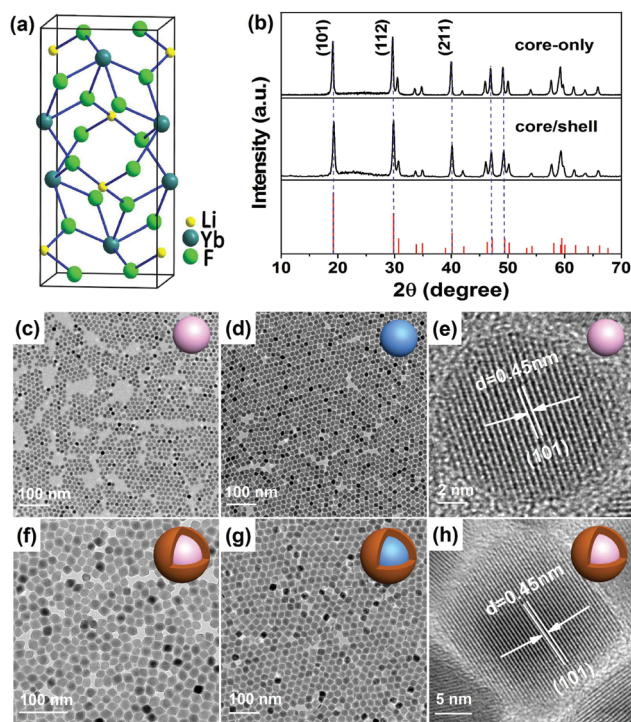 (a)
Li
Yb
F
(b)
Intensity (a.u.)
(101)
(112)
(211)
core-only
core/shell
10 20 30 40 50 60 70
2θ (degree)
(c)
100 nm
(d)
100 nm
(e)
d=0.45nm
(101)
2 nm
(f)
100 nm
(g)
100 nm
(h)
d=0.45nm
(101)
5 nm